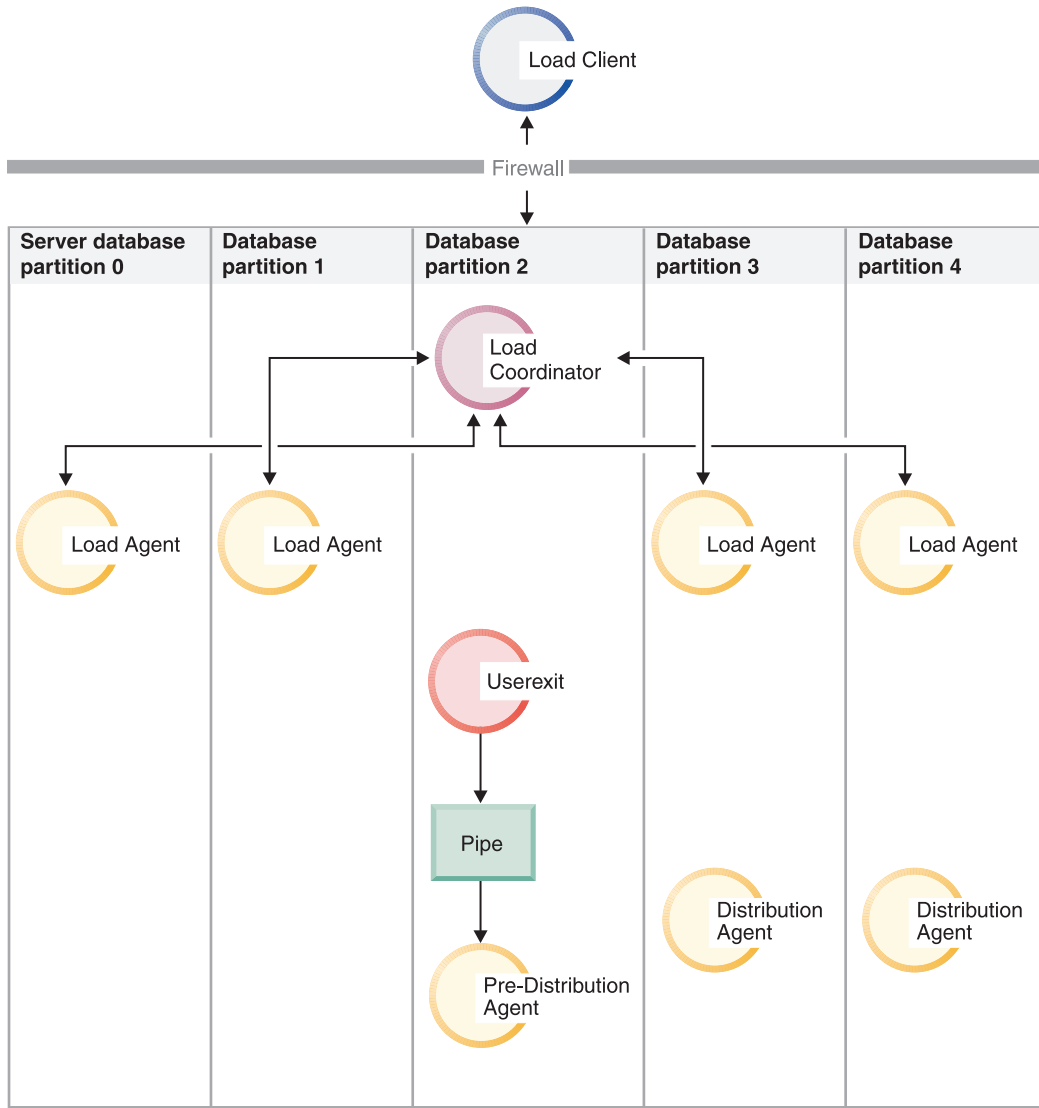 Load Client
Firewall
Server database
partition 0
Database
partition 1
Database
partition 2
Database
partition 3
Database
partition 4
Load
Coordinator
Load Agent
Load Agent
Load Agent
Load Agent
Userexit
Pipe
Distribution
Agent
Distribution
Agent
Pre-Distribution
Agent